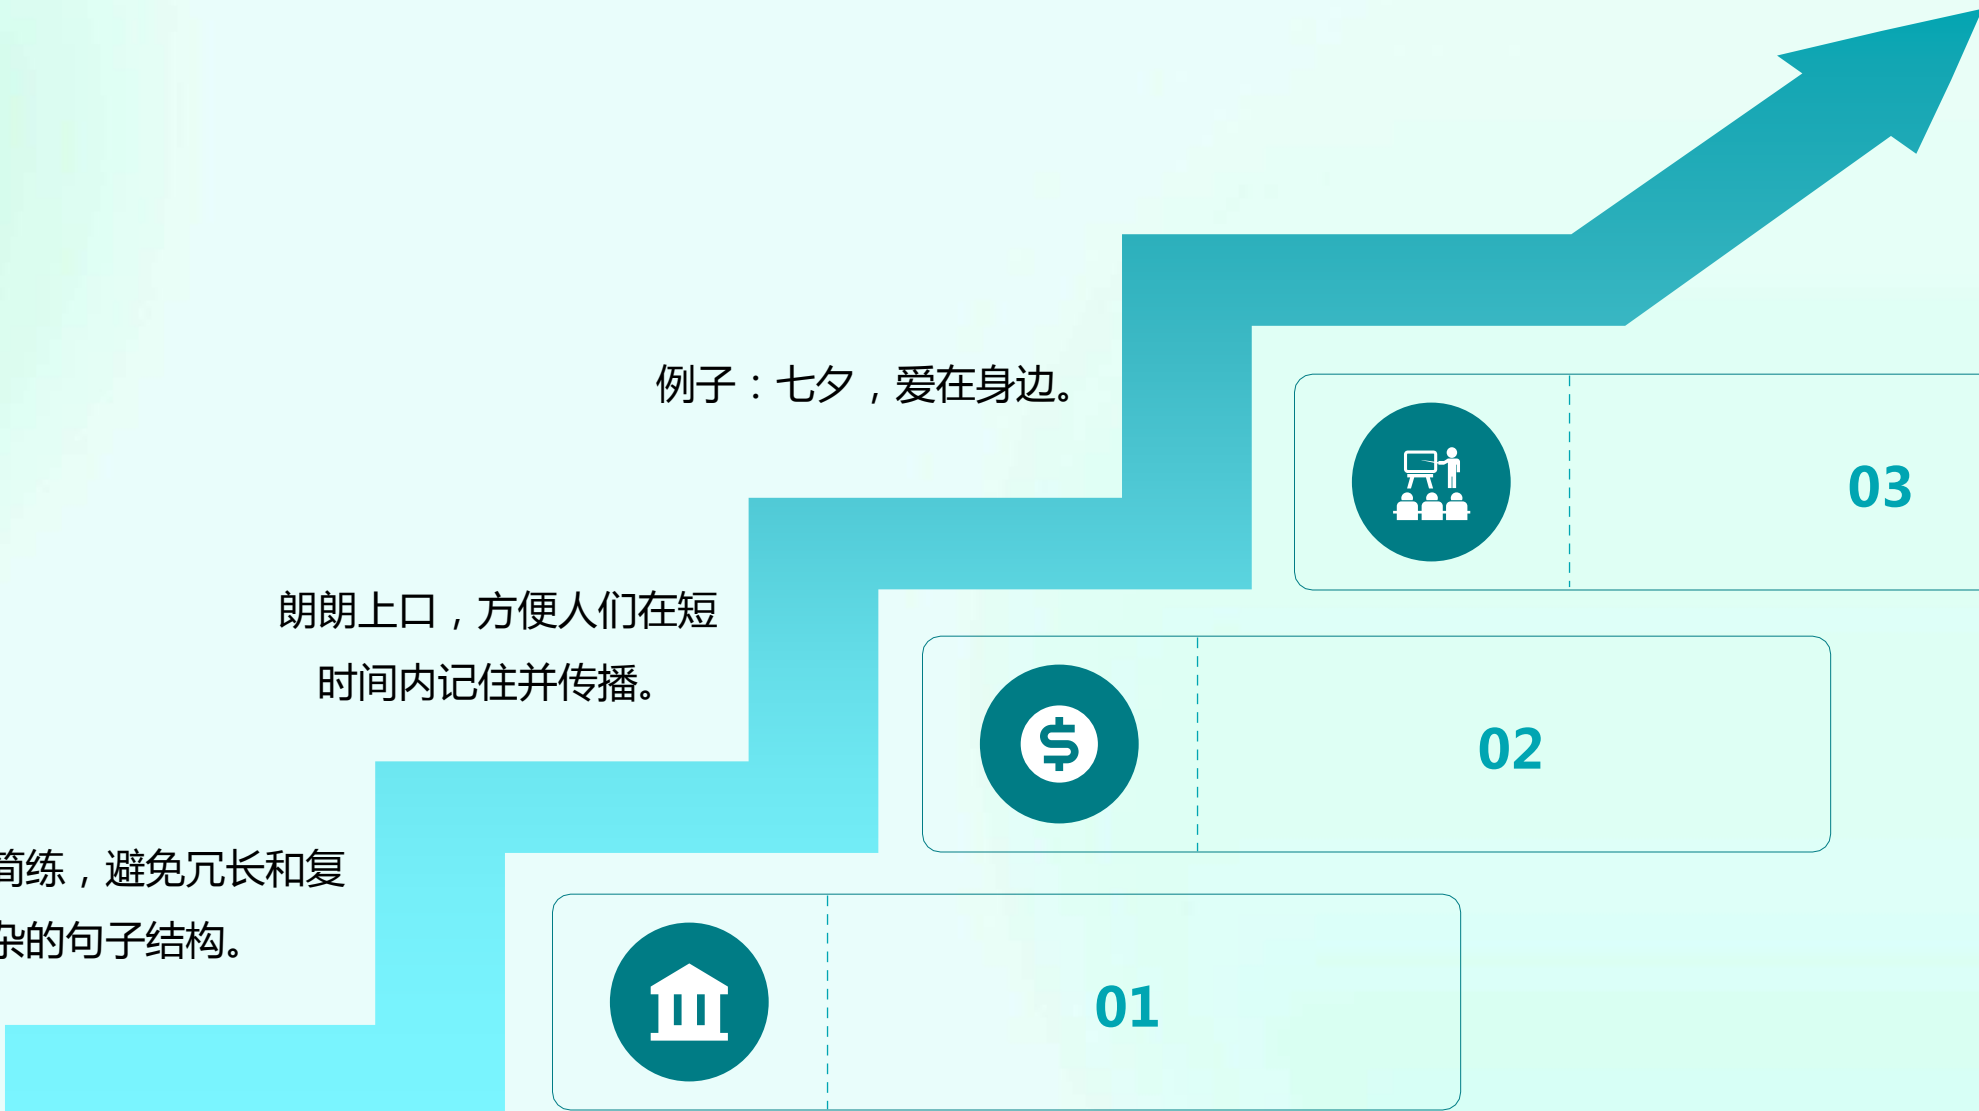 例子：七夕，爱在身边。
03
朗朗上口，方便人们在短
时间内记住并传播。
02
简练，避免冗长和复
杂的句子结构。
01